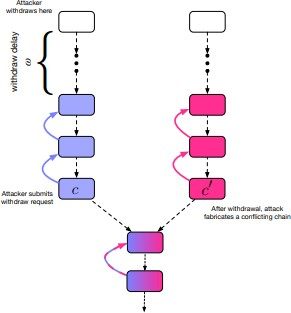 Attacker
withdraws here
withdraw delay
ω
Attacker submits
withdraw request
c
c′
After withdrawal, attack
fabricates a conflicting chain